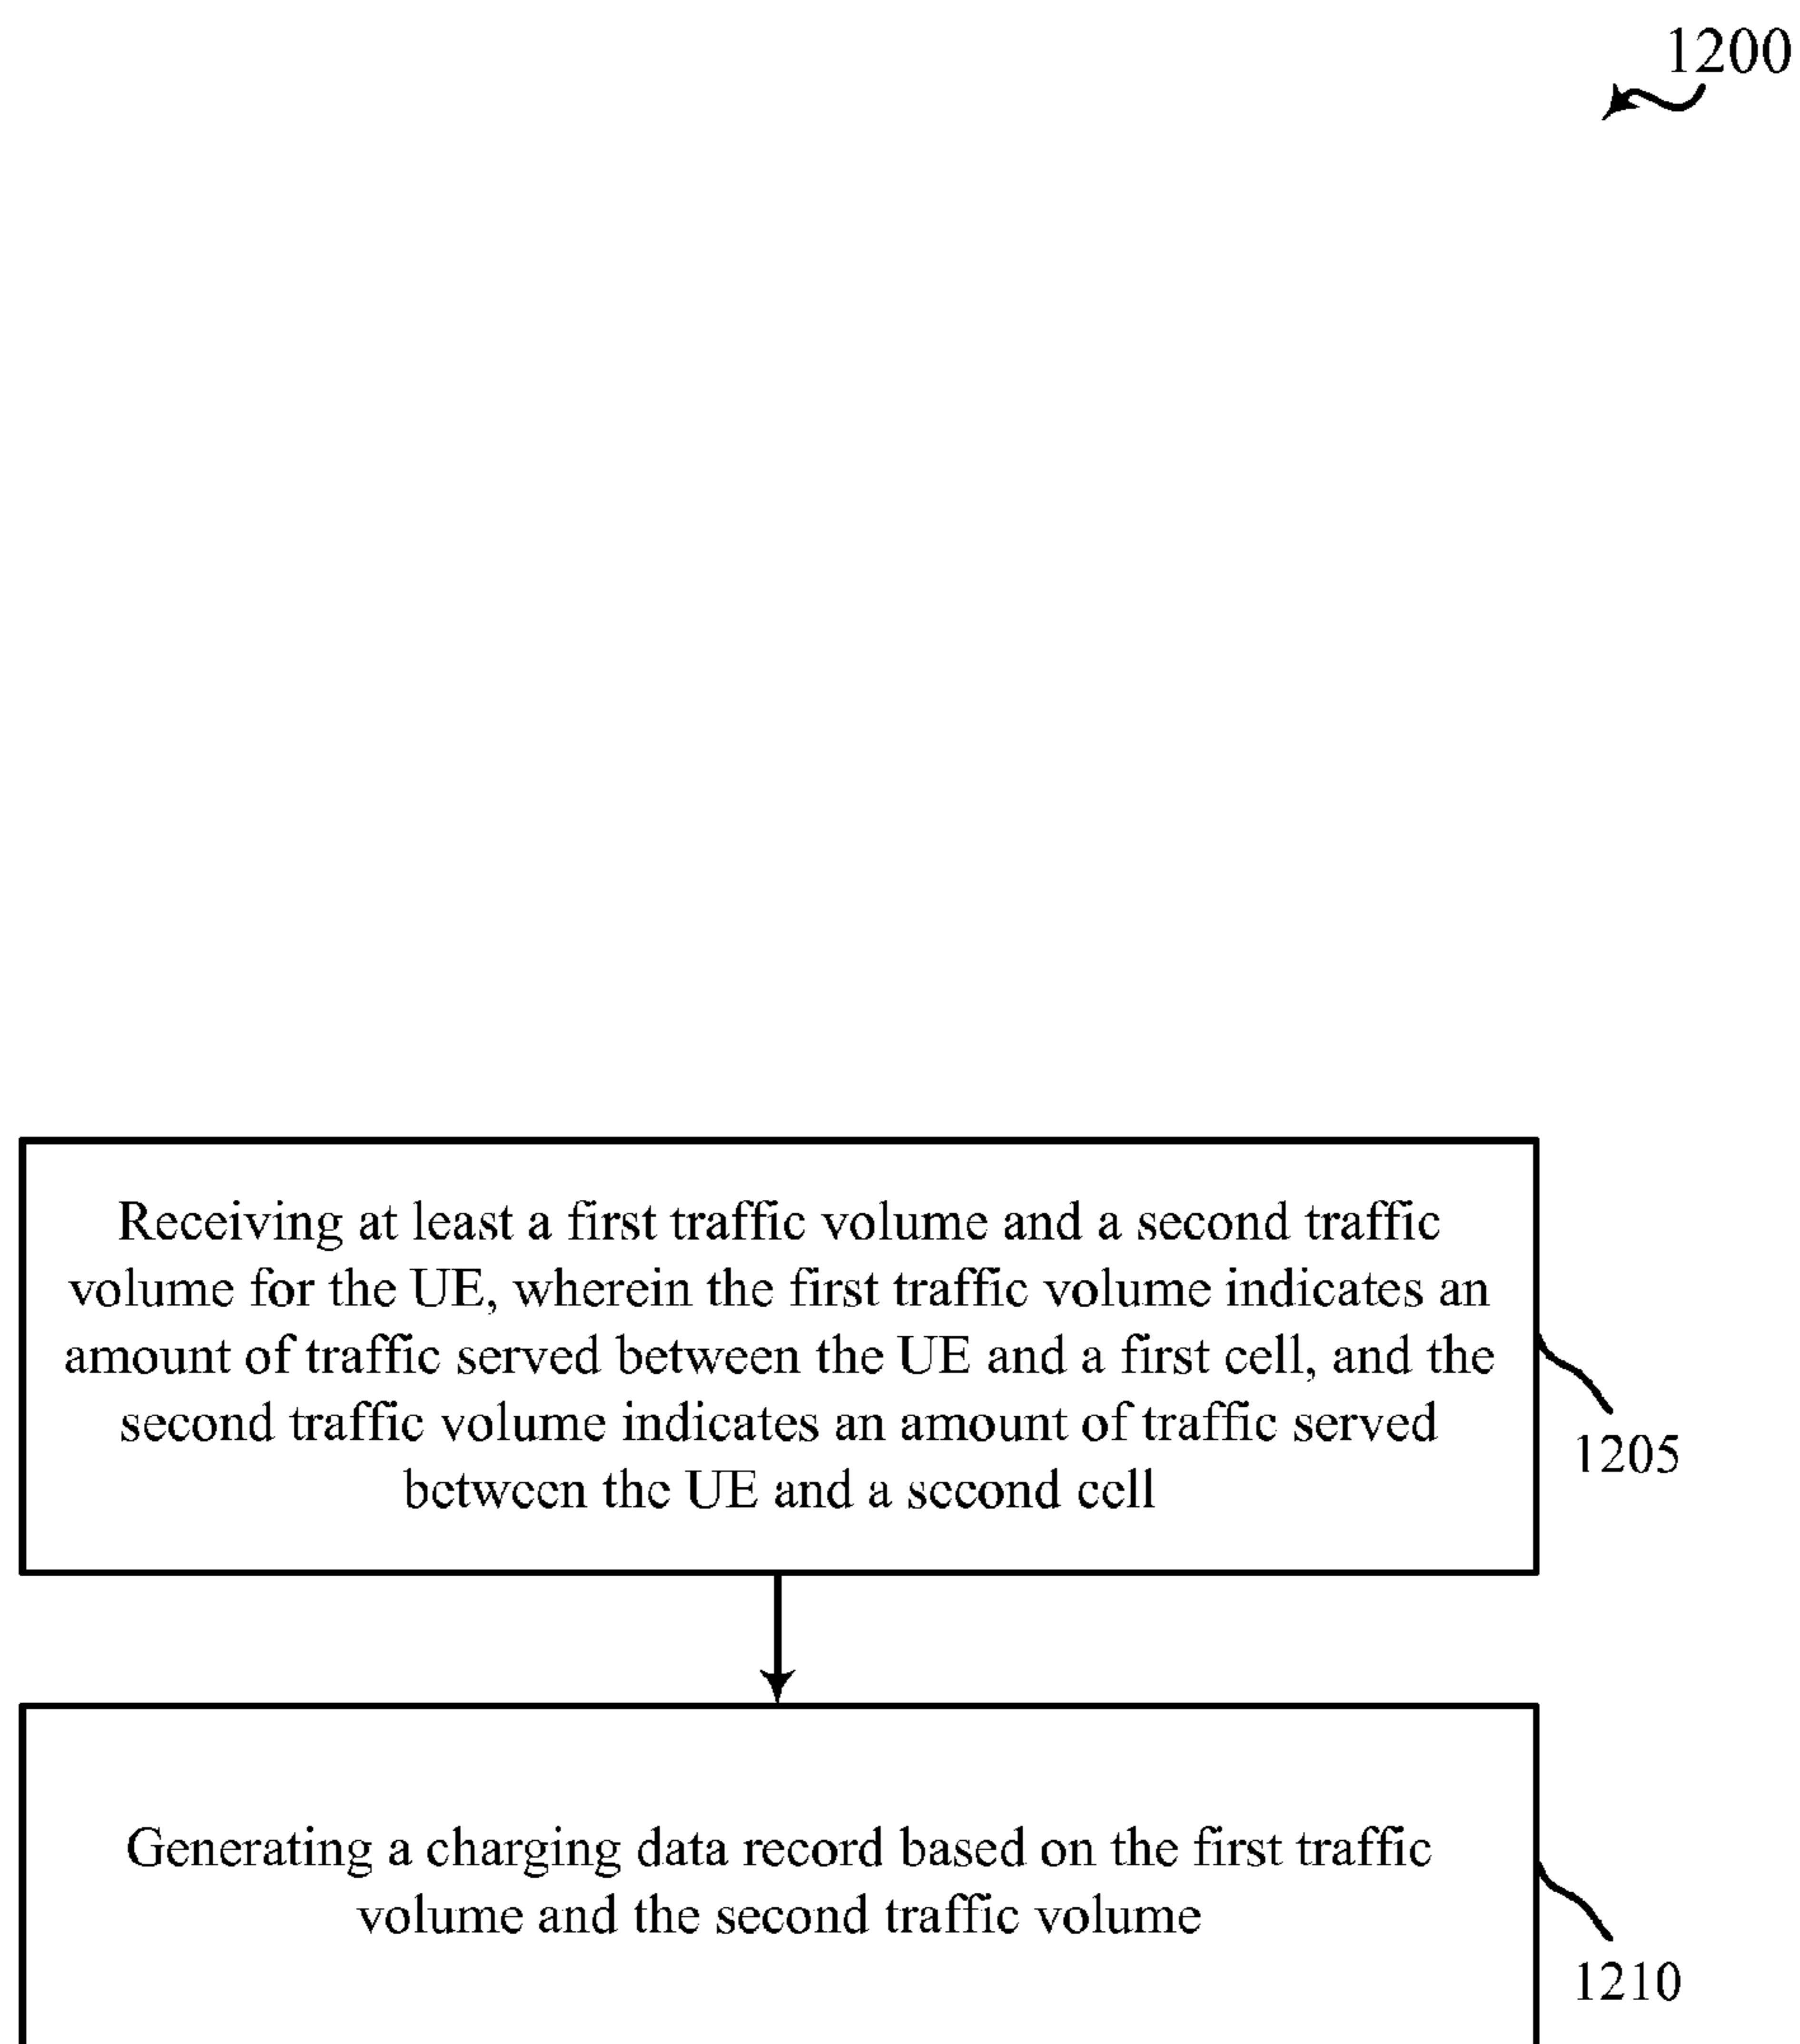 1200
Receiving at least a first traffic volume and a second traffic
volume for the UE, wherein the first traffic volume indicates an
amount of traffic served between the UE and a first cell, and the
second traffic volume indicates an amount of traffic served
between the UE and a second cell
1205
Generating a charging data record based on the first traffic
volume and the second traffic volume
1210